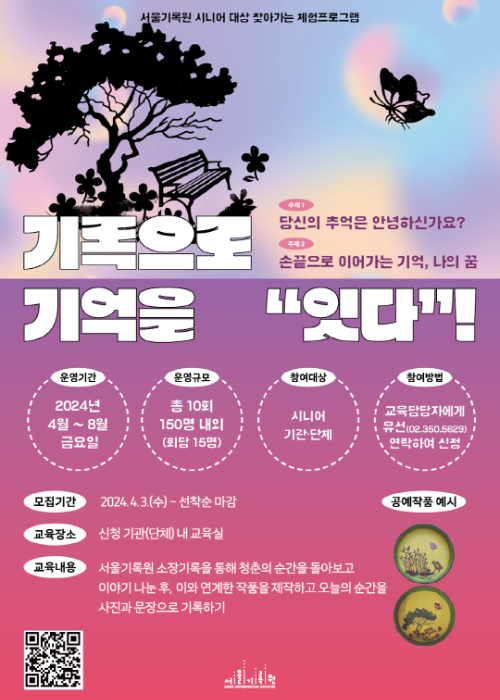 서울기록원 시니어 대상 찾아가는 체험프로그램
주제 1
당신의 추억은 안녕하신가요?
주제 2
손끝으로 이어가는 기억, 나의 꿈
기록으로
기억을 “잇다”!
운영기간
2024년
4월 ~ 8월
금요일
운영규모
총 10회
150명 내외
(회당 15명)
참여대상
시니어
기관·단체
참여방법
교육담당자에게
유선(02.350.5629)
연락하여 신청
모집기간 2024.4.3.(수) ~ 선착순 마감
교육장소 신청 기관(단체) 내 교육실
교육내용 서울기록원 소장기록을 통해 청춘의 순간을 돌아보고
이야기 나눈 후, 이와 연계한 작품을 제작하고 오늘의 순간을
사진과 문장으로 기록하기
공예작품 예시
서울기록원